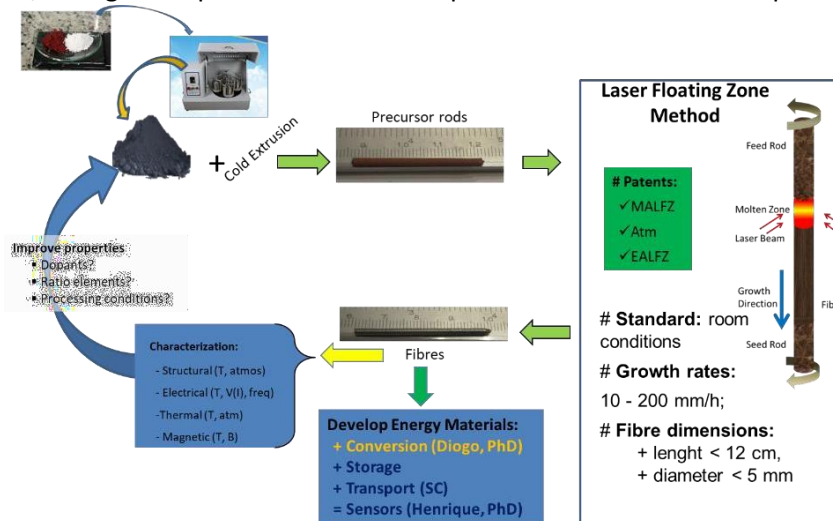 + Cold Extrusion
Precursor rods
Laser Floating Zone
Method
Feed Rod
# Patents:
✓MALFZ
✓Atm
✓EALFZ
Molten Zone
Laser Beam
Growth
Direction
Seed Rod
# Standard: room
conditions
# Growth rates:
10 - 200 mm/h;
# Fibre dimensions:
+ lenght < 12 cm,
+ diameter < 5 mm
Improve properties
▪ Dopants?
▪ Ratio elements?
▪ Processing conditions?
Fibres
Characterization:
- Structural (T, atmos)
- Electrical (T, V(I), freq)
-Thermal (T, atm)
- Magnetic (T, B)
Develop Energy Materials:
+ Conversion (Diogo, PhD)
+ Storage
+ Transport (SC)
= Sensors (Henrique, PhD)